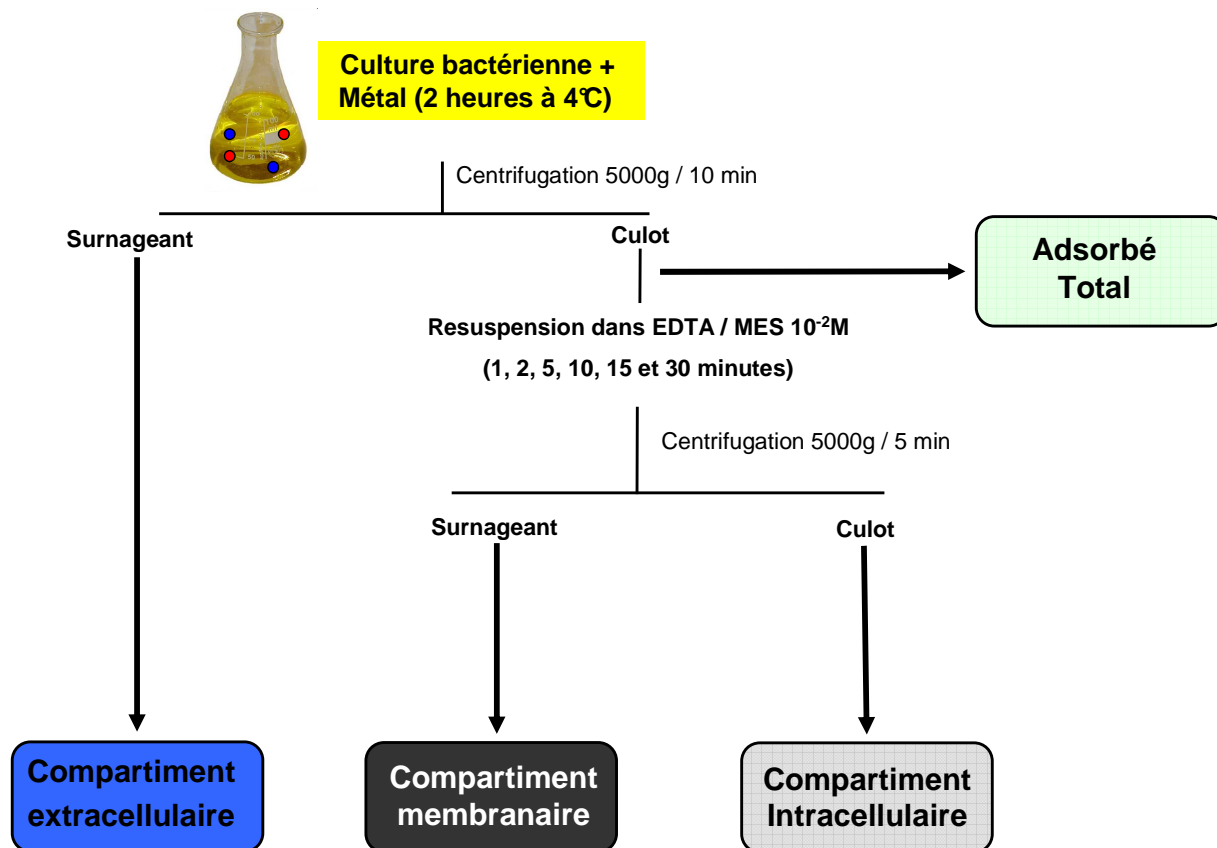 Culture bactérienne +
Métal (2 heures à 4°C)
Centrifugation 5000g / 10 min
Surnageant
Culot
Adsorbé
Total
Resuspension dans EDTA / MES 10⁻²M
(1, 2, 5, 10, 15 et 30 minutes)
Centrifugation 5000g / 5 min
Surnageant
Culot
Compartiment
extracellulaire
Compartiment
membranaire
Compartiment
Intracellulaire